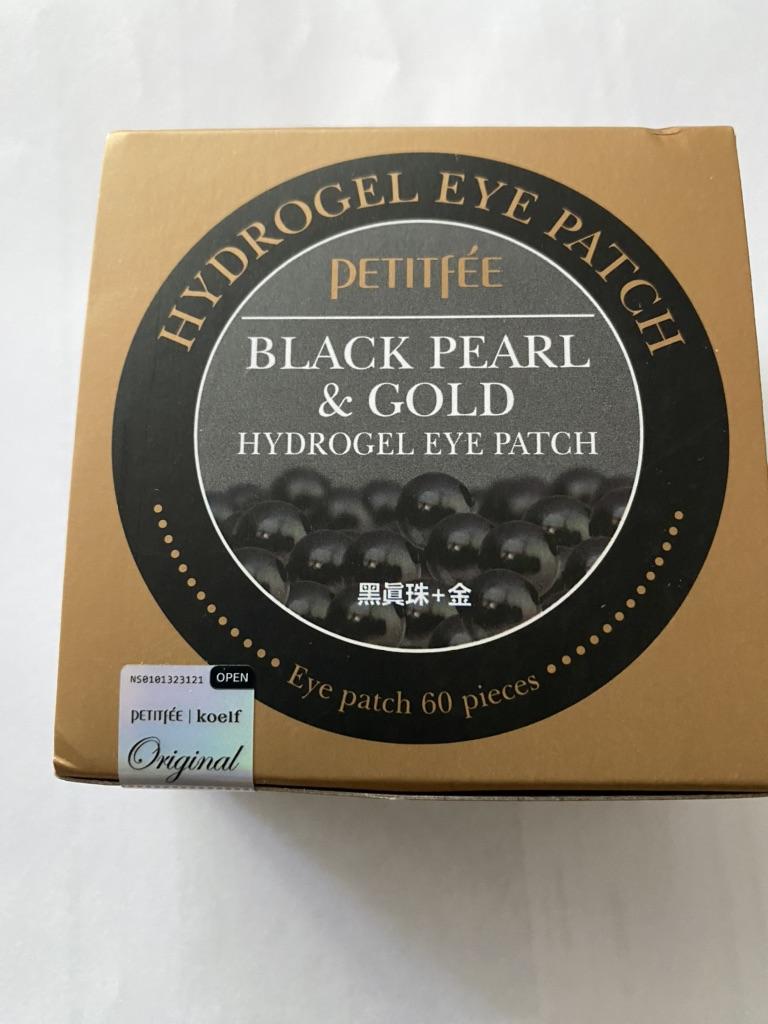 HYDROGEL EYE PATCH
PETITFÉE
BLACK PEARL
& GOLD
HYDROGEL EYE PATCH
黑眞珠+金
Eye patch 60 pieces
NS0101323121 OPEN
PETITFÉE | koelf
Original